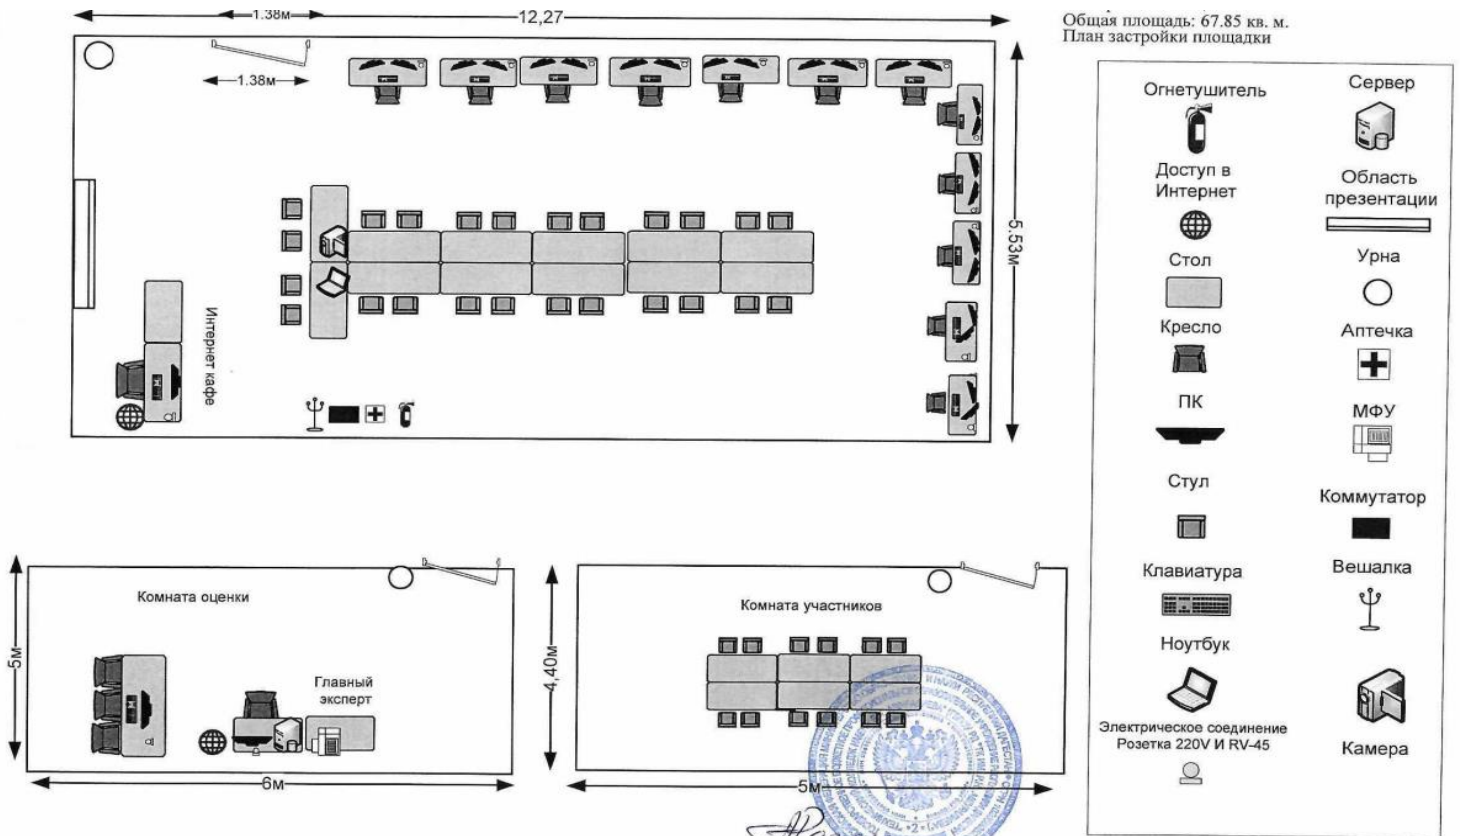 1.38м
12,27
Общая площадь: 67.85 кв. м.
План застройки площадки
1.38м
5.53м
Интернет кафе
Огнетушитель
Сервер
Доступ в
Интернет
Область
презентации
Стол
Урна
Кресло
Аптечка
ПК
МФУ
Стул
Коммутатор
Клавиатура
Вешалка
Ноутбук
Электрическое соединение
Розетка 220V И RV-45
Камера
5м
Комната оценки
Главный
эксперт
6м
4,40м
Комната участников
5м